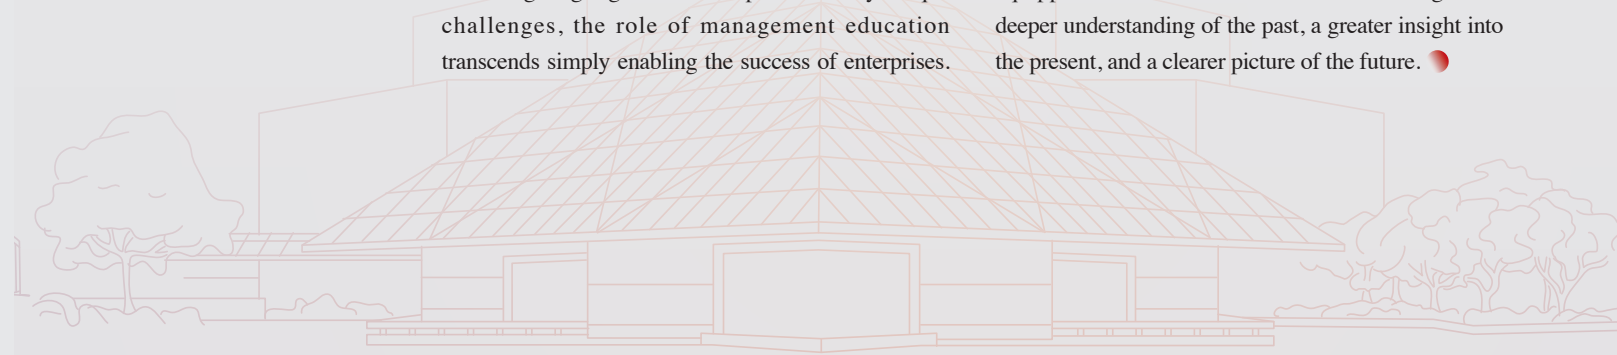 challenges, the role of management education
transcends simply enabling the success of enterprises.
deeper understanding of the past, a greater insight into
the present, and a clearer picture of the future.